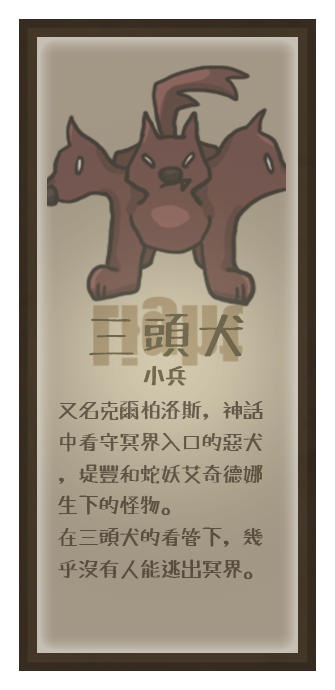 三頭犬
小兵
又名克爾柏洛斯，神話
中看守冥界入口的惡犬
，堤豐和蛇妖艾奇德娜
生下的怪物。
在三頭犬的看管下，幾
乎沒有人能逃出冥界。